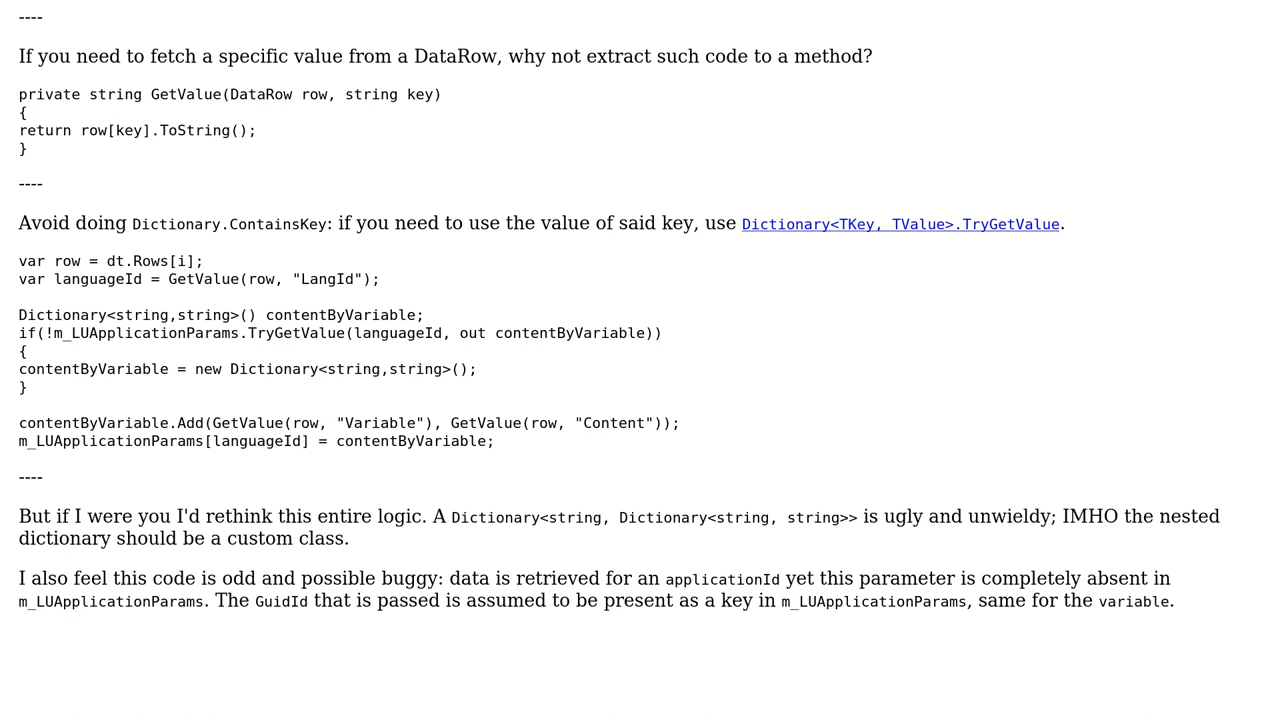 ----
If you need to fetch a specific value from a DataRow, why not extract such code to a method?
private string GetValue(DataRow row, string key)
{
return row[key].ToString();
}
----
Avoid doing Dictionary.ContainsKey: if you need to use the value of said key, use Dictionary<TKey, TValue>.TryGetValue.
var row = dt.Rows[i];
var languageId = GetValue(row, "LangId");
Dictionary<string,string>() contentByVariable;
if(!m_LUApplicationParams.TryGetValue(languageId, out contentByVariable))
{
contentByVariable = new Dictionary<string,string>();
}
contentByVariable.Add(GetValue(row, "Variable"), GetValue(row, "Content"));
m_LUApplicationParams[languageId] = contentByVariable;
----
But if I were you I'd rethink this entire logic. A Dictionary<string, Dictionary<string, string>> is ugly and unwieldy; IMHO the nested
dictionary should be a custom class.
I also feel this code is odd and possible buggy: data is retrieved for an applicationId yet this parameter is completely absent in
m_LUApplicationParams. The GuidId that is passed is assumed to be present as a key in m_LUApplicationParams, same for the variable.